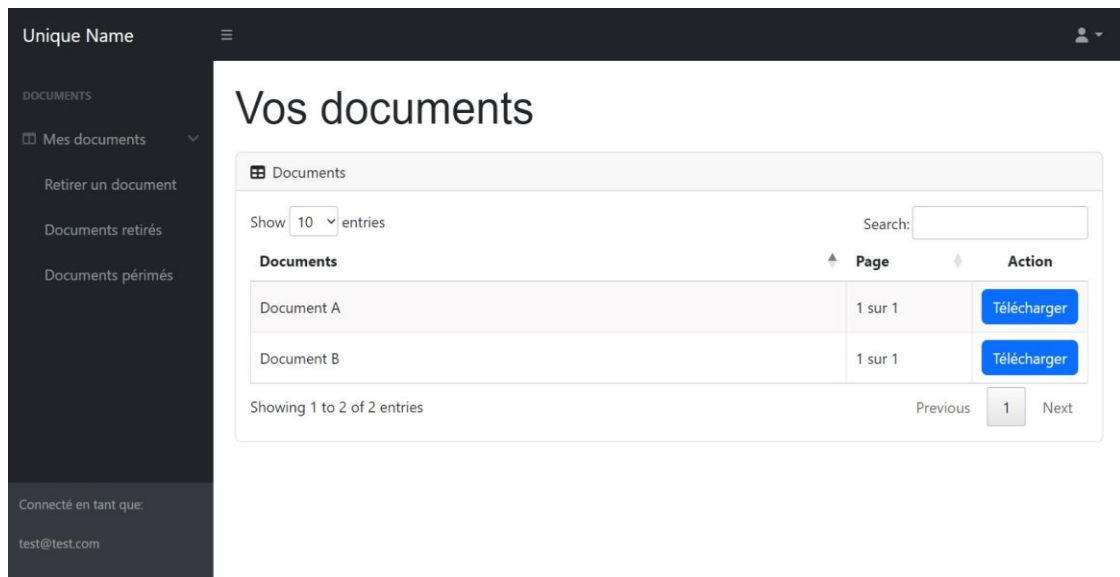 Unique Name
DOCUMENTS
Mes documents
Retirer un document
Documents retirés
Documents périmés
Connecté en tant que:
test@test.com
Vos documents
Documents
Show 10 entries
Search:
Documents Page Action
Document A 1 sur 1 Télécharger
Document B 1 sur 1 Télécharger
Showing 1 to 2 of 2 entries
Previous 1 Next